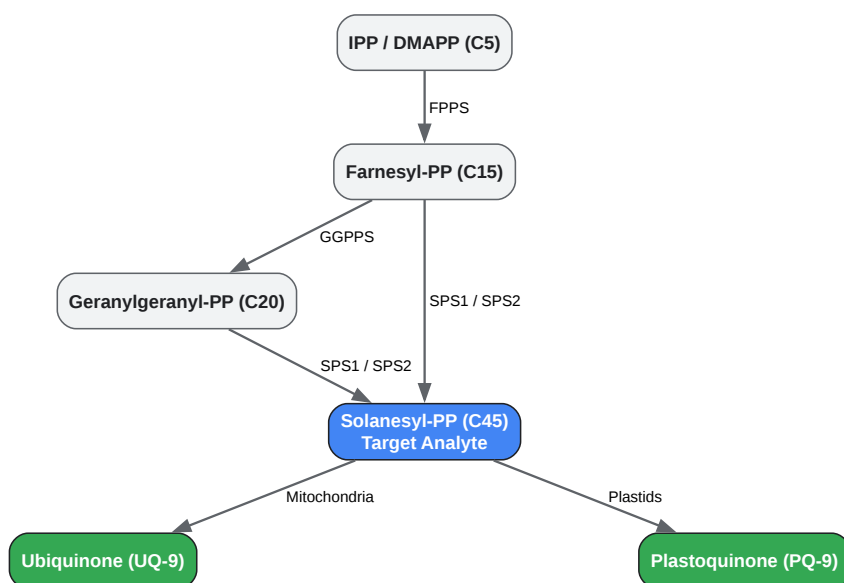 IPP / DMAPP (C5)
FPPS
Farnesyl-PP (C15)
GGPPS
Geranylgeranyl-PP (C20)
SPS1 / SPS2
SPS1 / SPS2
Solanesyl-PP (C45)
Target Analyte
Mitochondria
Plastids
Ubiquinone (UQ-9)
Plastoquinone (PQ-9)